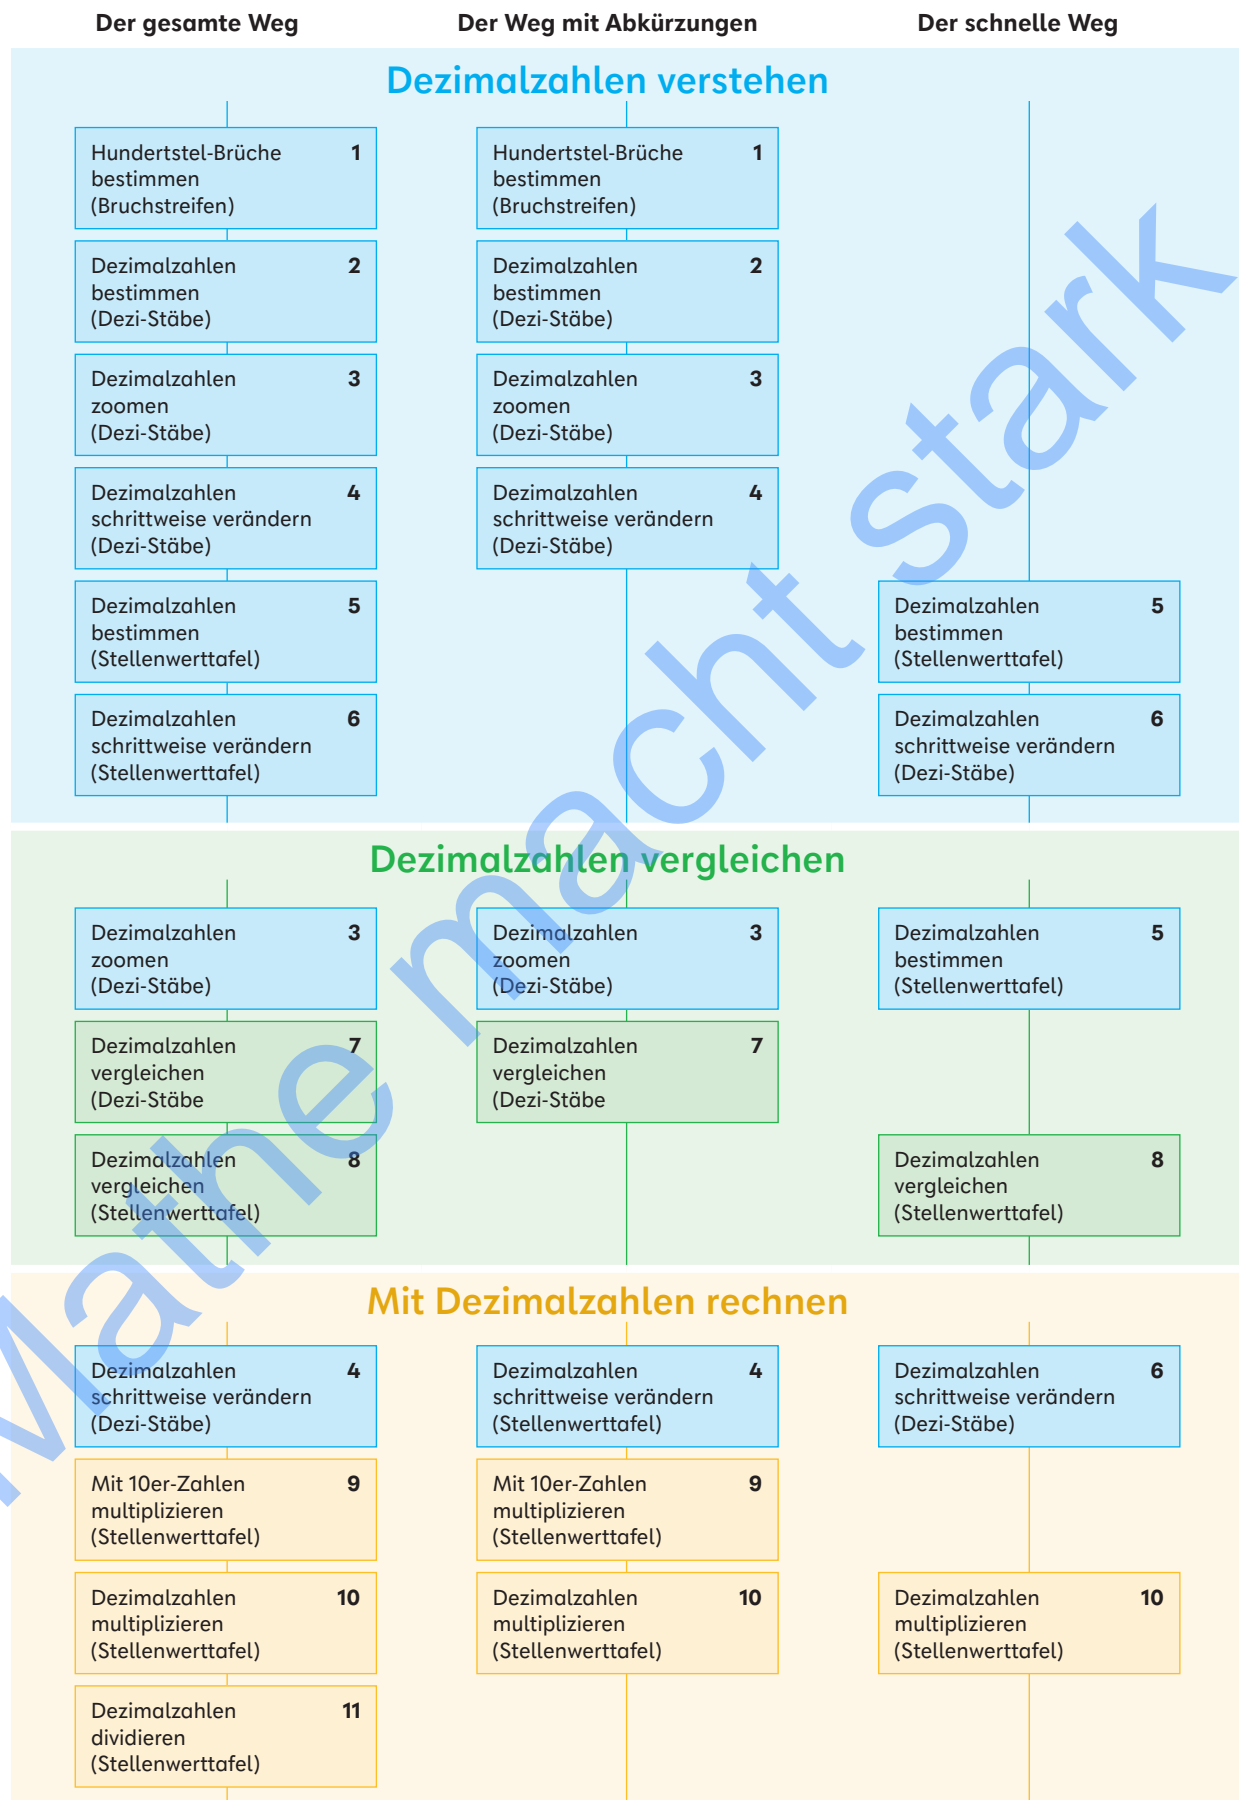 Der gesamte Weg
Der Weg mit Abkürzungen
Der schnelle Weg
Dezimalzahlen verstehen
Hundertstel-Brüche 1
bestimmen
(Bruchstreifen)
Hundertstel-Brüche 1
bestimmen
(Bruchstreifen)
Dezimalzahlen 2
bestimmen
(Dezi-Stäbe)
Dezimalzahlen 2
bestimmen
(Dezi-Stäbe)
Dezimalzahlen 3
zoomen
(Dezi-Stäbe)
Dezimalzahlen 3
zoomen
(Dezi-Stäbe)
Dezimalzahlen 4
schrittweise verändern
(Dezi-Stäbe)
Dezimalzahlen 4
schrittweise verändern
(Dezi-Stäbe)
Dezimalzahlen 5
bestimmen
(Stellenwerttafel)
Dezimalzahlen 5
bestimmen
(Stellenwerttafel)
Dezimalzahlen 6
schrittweise verändern
(Stellenwerttafel)
Dezimalzahlen 6
schrittweise verändern
(Dezi-Stäbe)
Dezimalzahlen vergleichen
Dezimalzahlen 3
zoomen
(Dezi-Stäbe)
Dezimalzahlen 3
zoomen
(Dezi-Stäbe)
Dezimalzahlen 5
bestimmen
(Stellenwerttafel)
Dezimalzahlen 7
vergleichen
(Dezi-Stäbe
Dezimalzahlen 7
vergleichen
(Dezi-Stäbe
Dezimalzahlen 8
vergleichen
(Stellenwerttafel)
Dezimalzahlen 8
vergleichen
(Stellenwerttafel)
Mit Dezimalzahlen rechnen
Dezimalzahlen 4
schrittweise verändern
(Dezi-Stäbe)
Dezimalzahlen 4
schrittweise verändern
(Stellenwerttafel)
Dezimalzahlen 6
schrittweise verändern
(Dezi-Stäbe)
Mit 10er-Zahlen 9
multiplizieren
(Stellenwerttafel)
Mit 10er-Zahlen 9
multiplizieren
(Stellenwerttafel)
Dezimalzahlen 10
multiplizieren
(Stellenwerttafel)
Dezimalzahlen 10
multiplizieren
(Stellenwerttafel)
Dezimalzahlen 10
multiplizieren
(Stellenwerttafel)
Dezimalzahlen 11
dividieren
(Stellenwerttafel)
Mathe macht stark